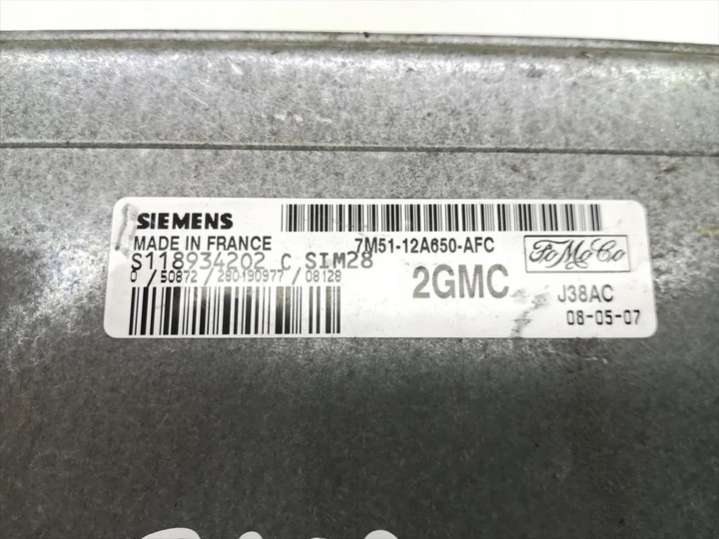 SIEMENS
MADE IN FRANCE
7M51-12A650-AFC
S118934202 C SIM28
0 / 50872 / 280190977 / 08128
2GMC
FoMoCo
J38AC
08-05-07